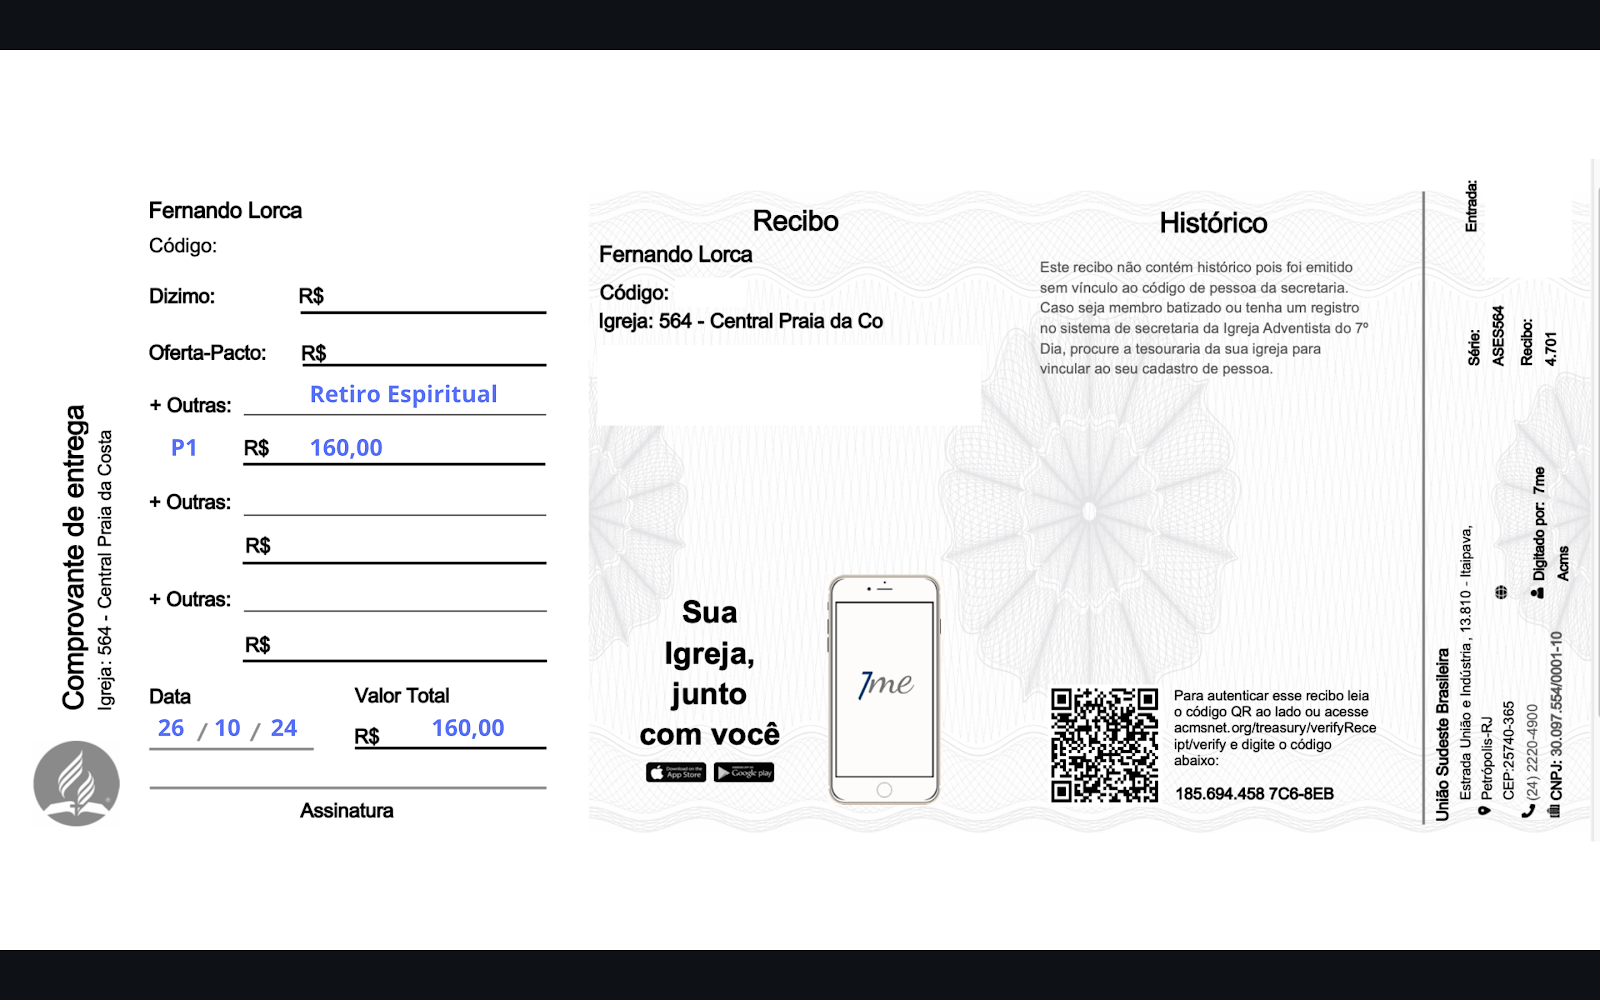 Comprovante de entrega
Igreja: 564 - Central Praia da Costa
Fernando Lorca
Código:
Dizimo: R$
Oferta-Pacto: R$
+ Outras: Retiro Espiritual
P1 R$ 160,00
+ Outras:
R$
+ Outras:
R$
Data Valor Total
26 / 10 / 24 R$ 160,00
Assinatura
Recibo
Fernando Lorca
Código:
Igreja: 564 - Central Praia da Co
Sua
Igreja,
junto
com você
Download on the
App Store
Google play
7me
Histórico
Este recibo não contém histórico pois foi emitido
sem vínculo ao código de pessoa da secretaria.
Caso seja membro batizado ou tenha um registro
no sistema de secretaria da Igreja Adventista do 7º
Dia, procure a tesouraria da sua igreja para
vincular ao seu cadastro de pessoa.
Para autenticar esse recibo leia
o código QR ao lado ou acesse
acmsnet.org/treasury/verifyRece
ipt/verify e digite o código
abaixo:
185.694.458 7C6-8EB
União Sudeste Brasileira
Estrada União e Indústria , 13.810 - Itaipava,
Petrópolis-RJ
CEP:25740-365
(24) 2220-4900
CNPJ: 30.097.554/0001-10
Entrada:
Série:
ASES564
Recibo:
4.701
Digitado por: 7me
Acms